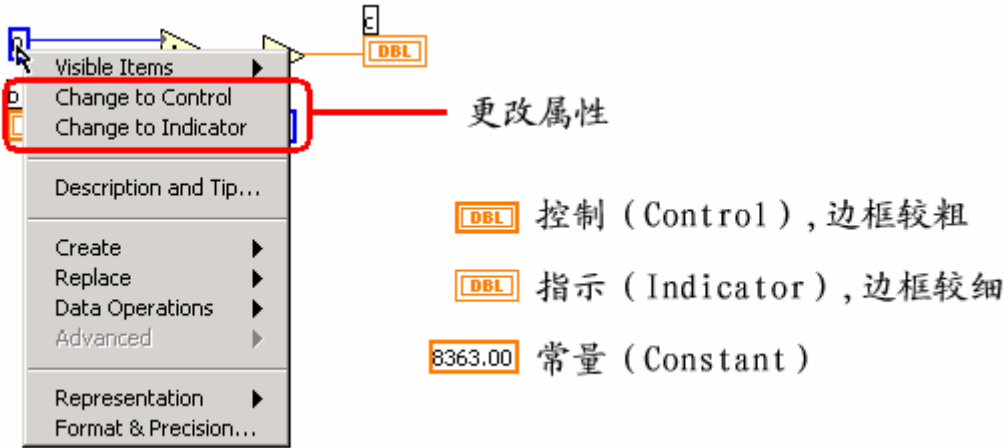 c
DBL
0
Visible Items
b
Change to Control
Change to Indicator
更改属性
Description and Tip...
DBL 控制（Control）,边框较粗
Create
Replace
DBL 指示（Indicator）,边框较细
Data Operations
Advanced
8363.00 常量（Constant）
Representation
Format & Precision...